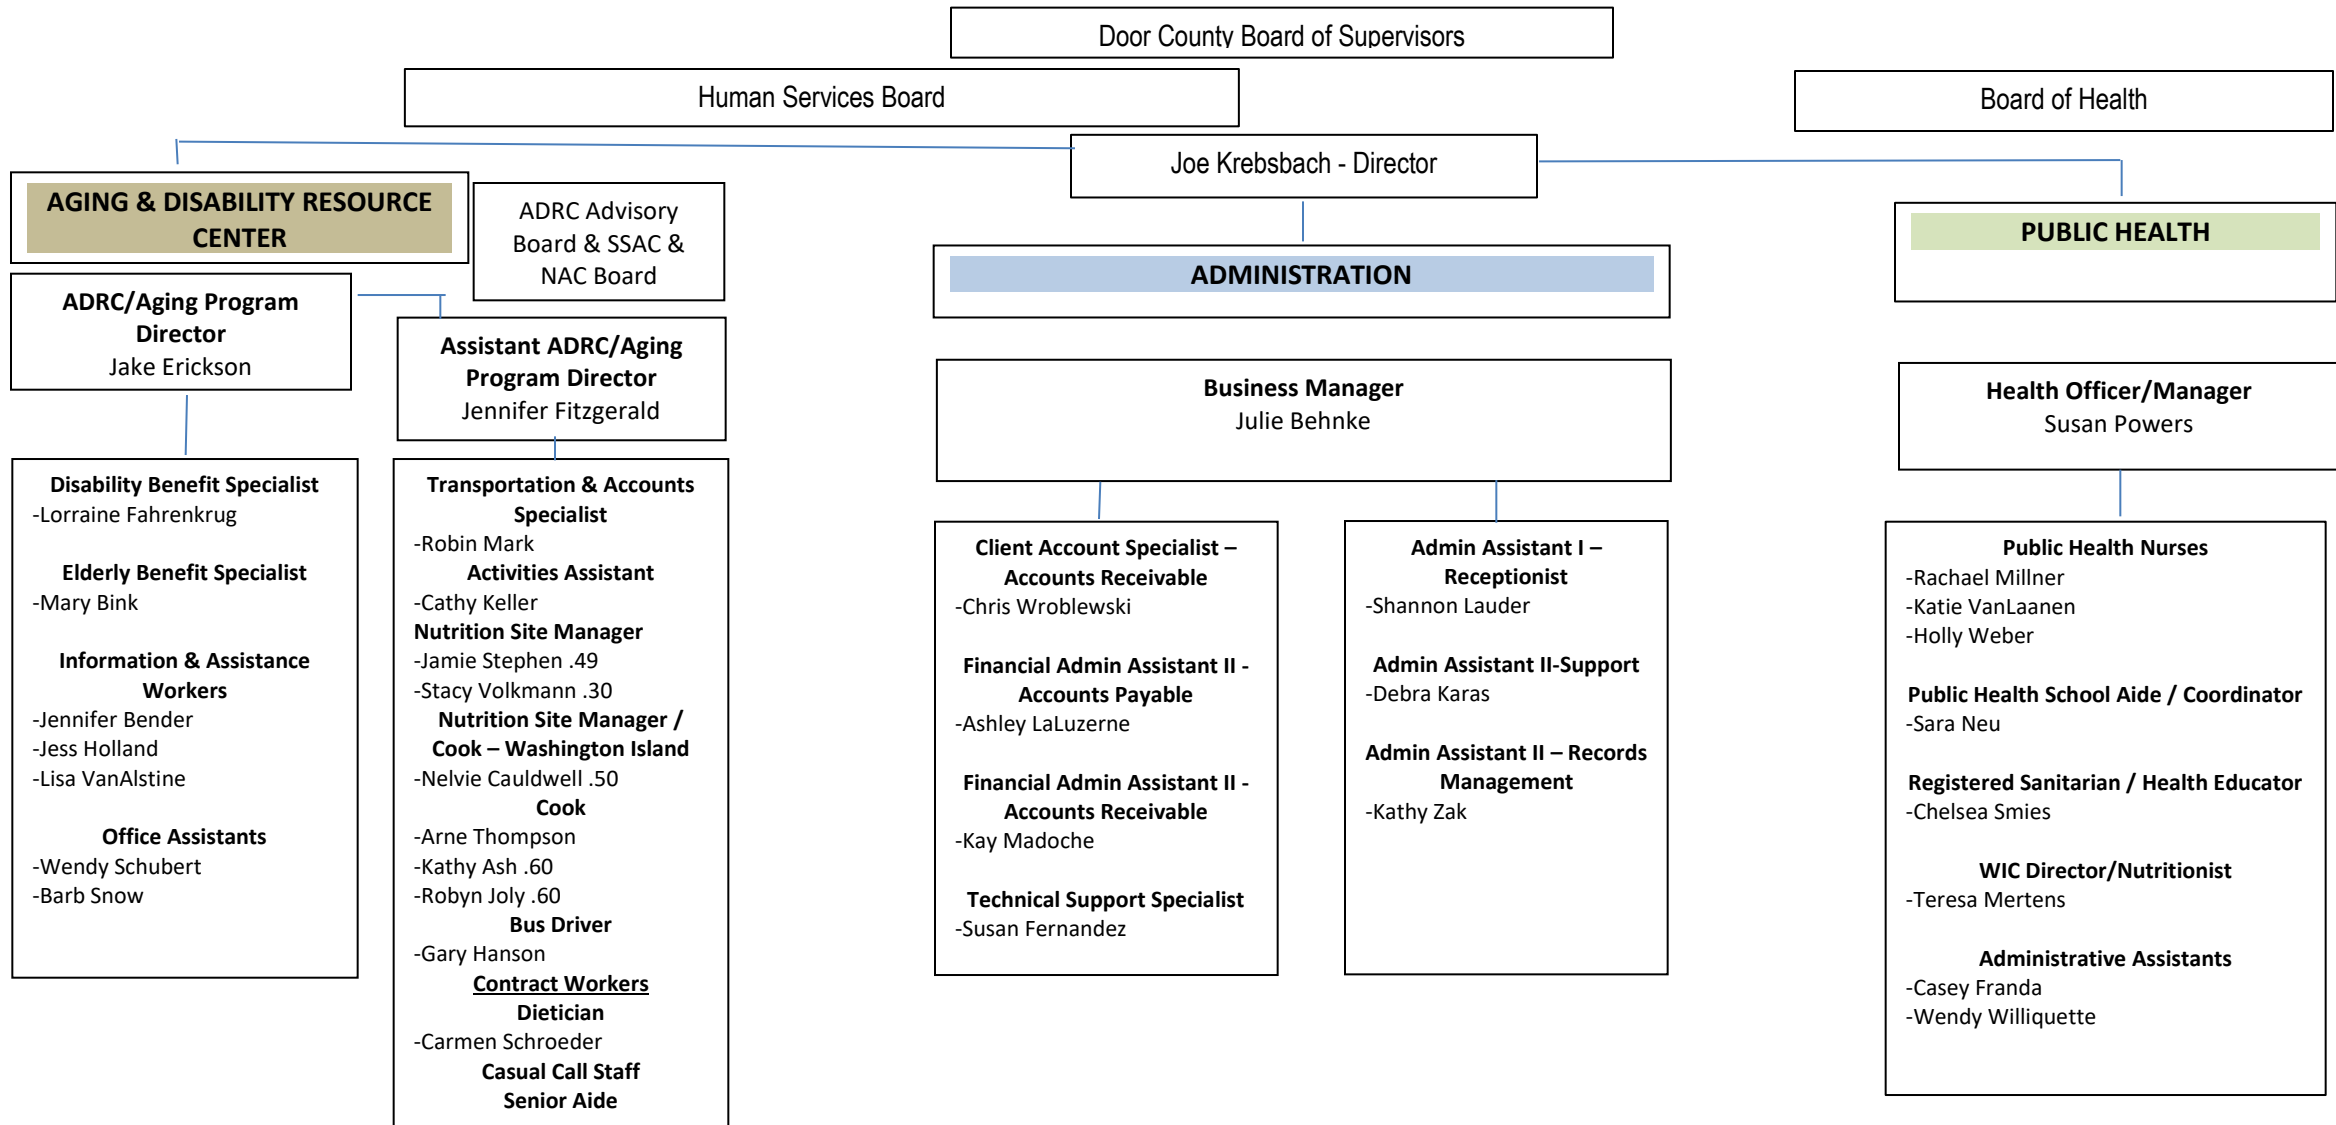 Door County Board of Supervisors
Human Services Board
Board of Health
Joe Krebsbach - Director
AGING & DISABILITY RESOURCE
CENTER
ADRC Advisory
Board & SSAC &
NAC Board
ADRC/Aging Program
Director
Jake Erickson
Assistant ADRC/Aging
Program Director
Jennifer Fitzgerald
Disability Benefit Specialist
-Lorraine Fahrenkrug
Elderly Benefit Specialist
-Mary Bink
Information & Assistance
Workers
-Jennifer Bender
-Jess Holland
-Lisa VanAlstine
Office Assistants
-Wendy Schubert
-Barb Snow
Transportation & Accounts
Specialist
-Robin Mark
Activities Assistant
-Cathy Keller
Nutrition Site Manager
-Jamie Stephen .49
-Stacy Volkmann .30
Nutrition Site Manager /
Cook – Washington Island
-Nelvie Cauldwell .50
Cook
-Arne Thompson
-Kathy Ash .60
-Robyn Joly .60
Bus Driver
-Gary Hanson
Contract Workers
Dietician
-Carmen Schroeder
Casual Call Staff
Senior Aide
ADMINISTRATION
Business Manager
Julie Behnke
Client Account Specialist –
Accounts Receivable
-Chris Wroblewski
Financial Admin Assistant II -
Accounts Payable
-Ashley LaLuzerne
Financial Admin Assistant II -
Accounts Receivable
-Kay Madoche
Technical Support Specialist
-Susan Fernandez
Admin Assistant I –
Receptionist
-Shannon Lauder
Admin Assistant II-Support
-Debra Karas
Admin Assistant II – Records
Management
-Kathy Zak
PUBLIC HEALTH
Health Officer/Manager
Susan Powers
Public Health Nurses
-Rachael Millner
-Katie VanLaanen
-Holly Weber
Public Health School Aide / Coordinator
-Sara Neu
Registered Sanitarian / Health Educator
-Chelsea Smies
WIC Director/Nutritionist
-Teresa Mertens
Administrative Assistants
-Casey Franda
-Wendy Williquette